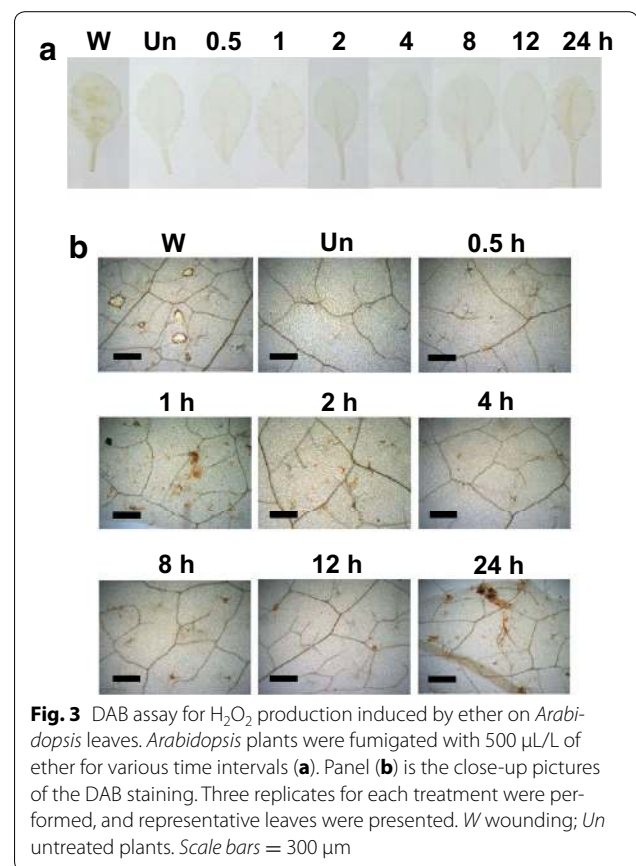 a
W Un 0.5 1 2 4 8 12 24 h
b
W Un 0.5 h
1 h 2 h 4 h
8 h 12 h 24 h
Fig. 3 DAB assay for H₂O₂ production induced by ether on Arabi-
dopsis leaves. Arabidopsis plants were fumigated with 500 μL/L of
ether for various time intervals (a). Panel (b) is the close-up pictures
of the DAB staining. Three replicates for each treatment were per-
formed, and representative leaves were presented. W wounding; Un
untreated plants. Scale bars = 300 μm